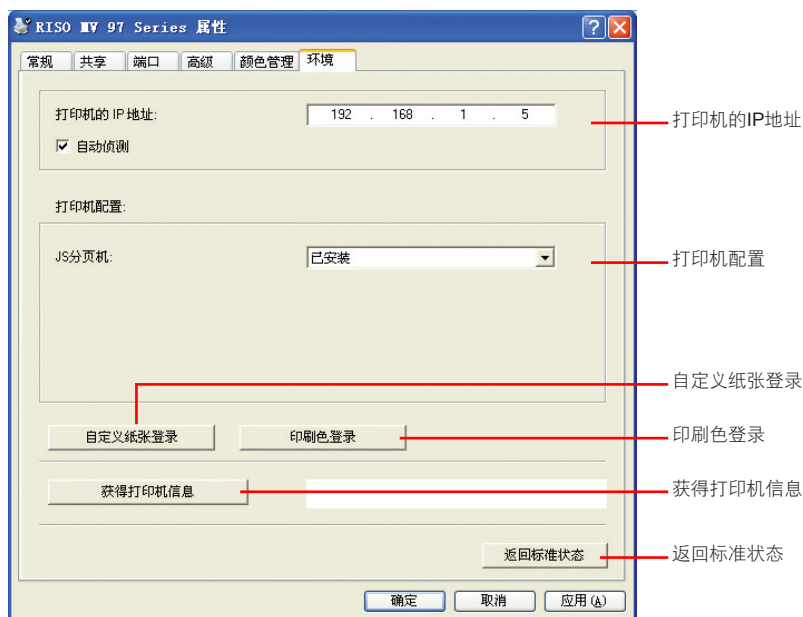 RISO MV 97 Series 属性
常规 共享 端口 高级 颜色管理 环境
打印机的 IP 地址: 192 . 168 . 1 . 5
打印机的IP地址
自动侦测
打印机配置:
JS分页机: 已安装
打印机配置
自定义纸张登录
自定义纸张登录 印刷色登录
印刷色登录
获得打印机信息
获得打印机信息
返回标准状态
返回标准状态
确定 取消 应用(A)